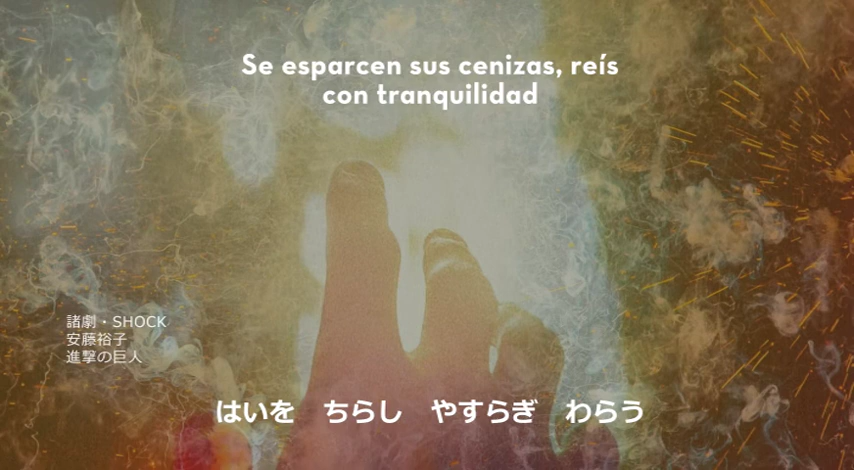 Se esparcen sus cenizas, reís
con tranquilidad
諸劇・SHOCK
安藤裕子
進撃の巨人
はいを　ちらし　やすらぎ　わらう